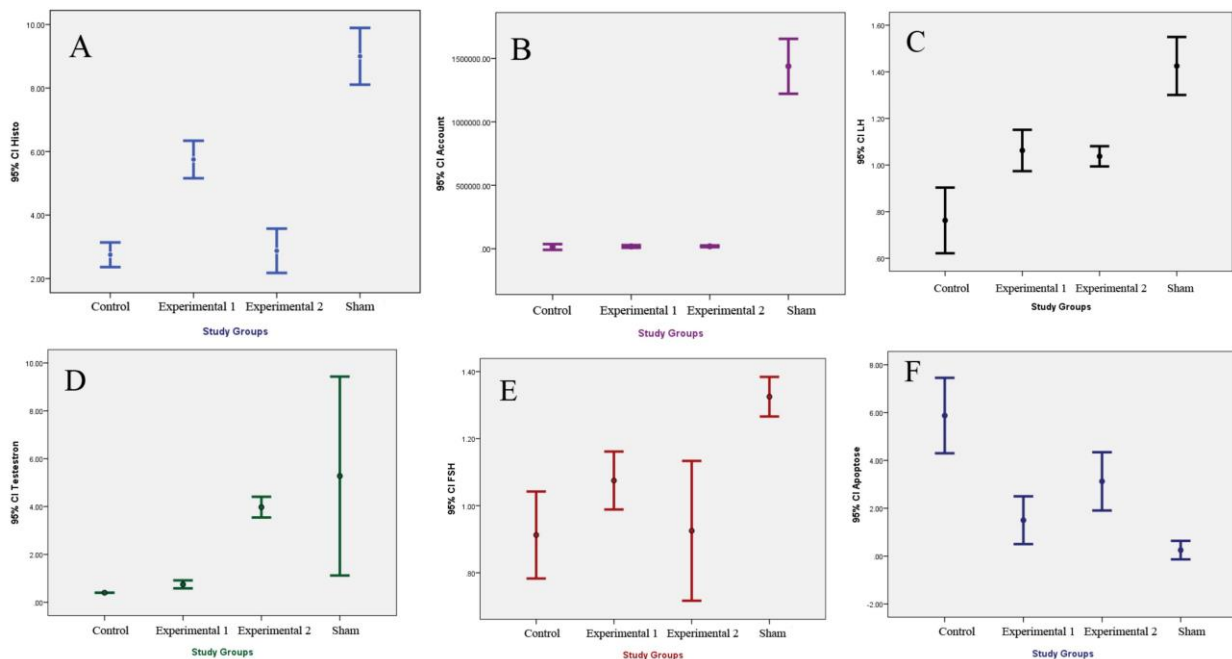 A
95% CI Histo
10.00
8.00
6.00
4.00
2.00
Control Experimental 1 Experimental 2 Sham
Study Groups
B
95% CI Account
1500000.00
1000000.00
500000.00
.00
Control Experimental 1 Experimental 2 Sham
Study Groups
C
95% CI LH
1.60
1.40
1.20
1.00
.80
.60
Control Experimental 1 Experimental 2 Sham
Study Groups
D
95% CI Testestron
10.00
8.00
6.00
4.00
2.00
.00
Control Experimental 1 Experimental 2 Sham
Study Groups
E
95% CI FSH
1.40
1.20
1.00
.80
Control Experimental 1 Experimental 2 Sham
Study Groups
F
95% CI Apoptose
8.00
6.00
4.00
2.00
.00
-2.00
Control Experimental 1 Experimental 2 Sham
Study Groups